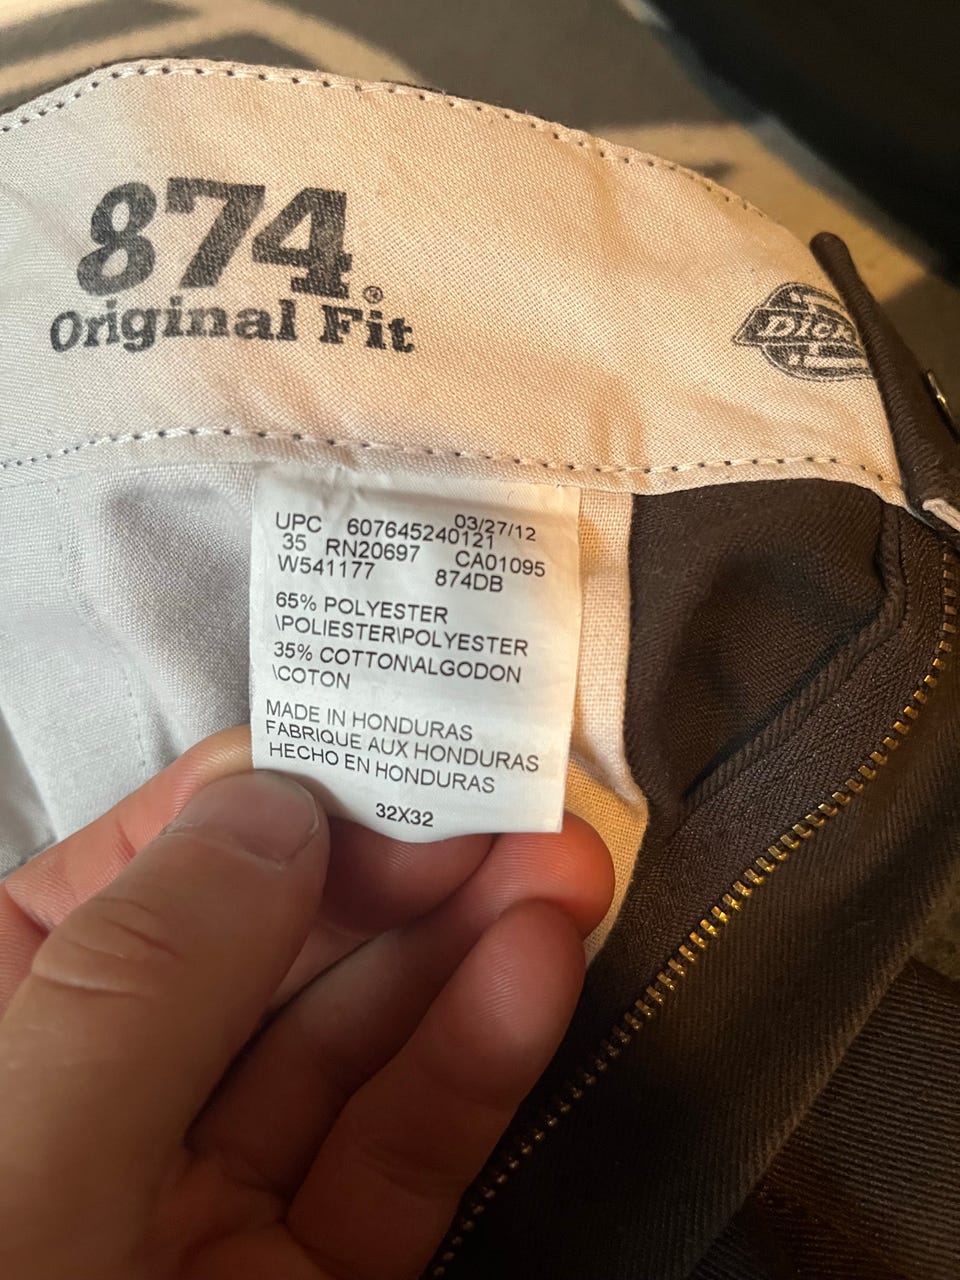 874®
Original Fit
03/27/12
UPC 607645240121
35 RN20697 CA01095
W541177 874DB
65% POLYESTER
\POLIESTER\POLYESTER
35% COTTON\ALGODON
\COTON
MADE IN HONDURAS
FABRIQUE AUX HONDURAS
HECHO EN HONDURAS
32X32